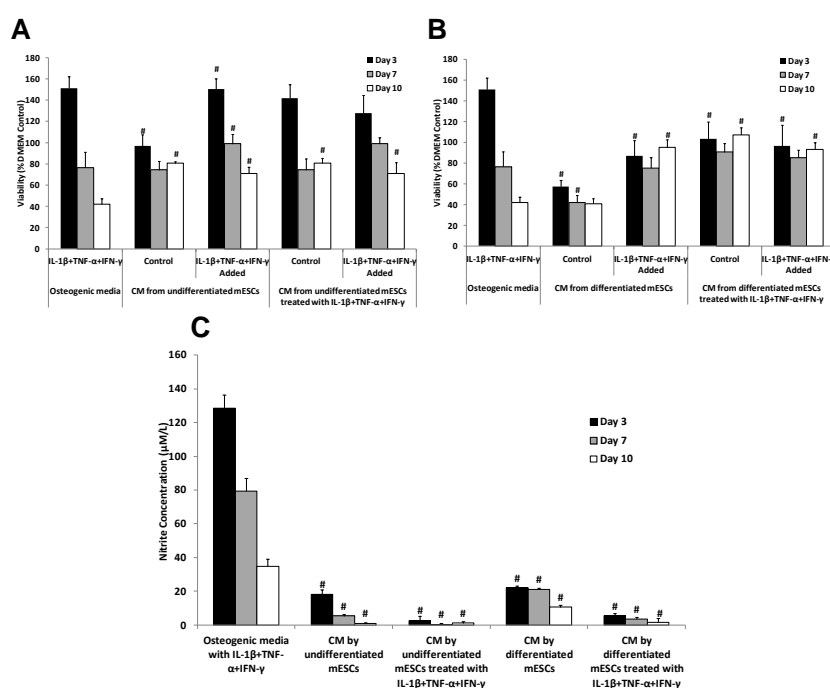 A
180
160
140
120
100
80
60
40
20
0
Viability (%DMEM Control)
Day 3
Day 7
Day 10
#
#
#
#
#
#
#
IL-1β+TNF-α+IFN-γ
Control
IL-1β+TNF-α+IFN-γ
Added
Control
IL-1β+TNF-α+IFN-γ
Added
Osteogenic media
CM from undifferentiated mESCs
CM from undifferentiated mESCs
treated with IL-1β+TNF-α+IFN-γ
B
180
160
140
120
100
80
60
40
20
0
Viability (%DMEM Control)
Day 3
Day 7
Day 10
#
#
#
#
#
#
#
#
IL-1β+TNF-α+IFN-γ
Control
IL-1β+TNF-α+IFN-γ
Added
Control
IL-1β+TNF-α+IFN-γ
Added
Osteogenic media
CM from differentiated mESCs
CM from differentiated mESCs
treated with IL-1β+TNF-α+IFN-γ
C
160
140
120
100
80
60
40
20
0
Nitrite Concentration (µM/L)
Day 3
Day 7
Day 10
#
#
#
#
#
#
#
#
#
#
#
#
Osteogenic media
with IL-1β+TNF-
α+IFN-γ
CM by
undifferentiated
mESCs
CM by
undifferentiated
mESCs treated with
IL-1β+TNF-α+IFN-γ
CM by
differentiated
mESCs
CM by
differentiated
mESCs treated with
IL-1β+TNF-α+IFN-γ